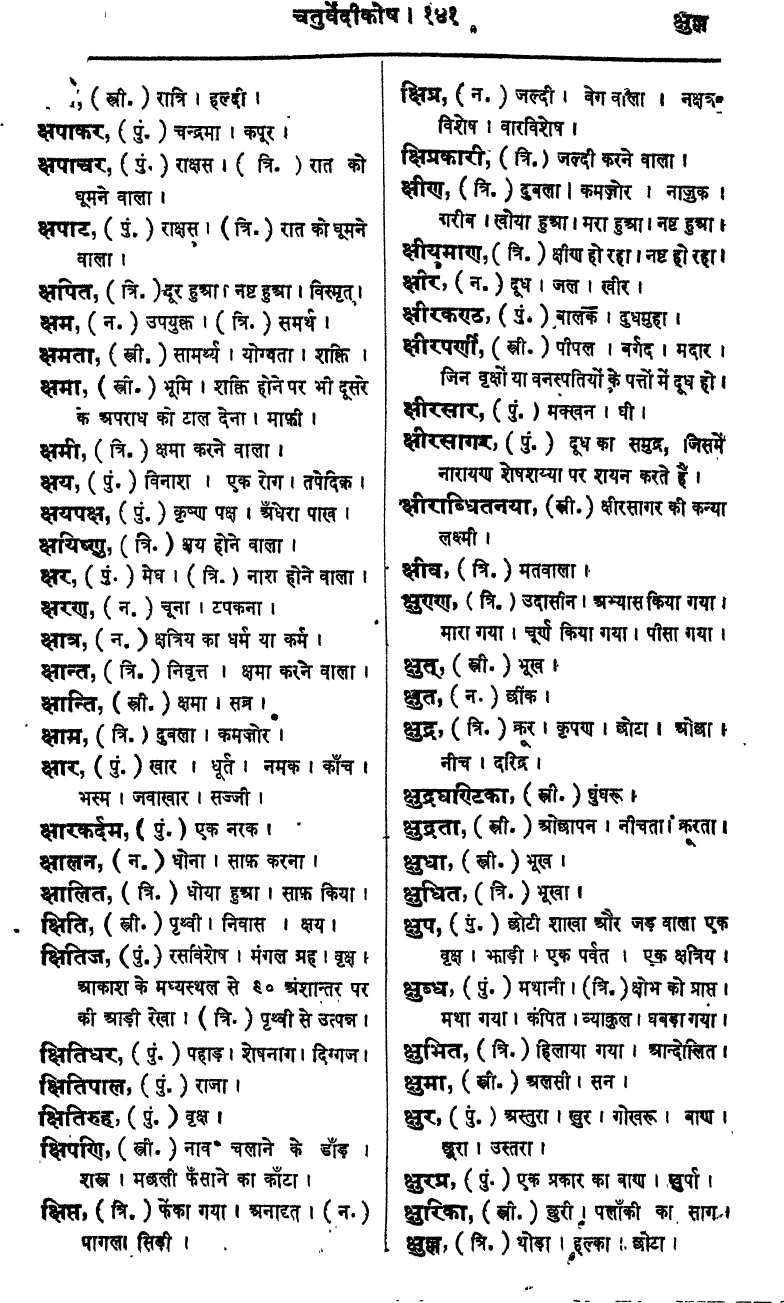 चतुर्वेदीकोष । १४१
क्षुल्ल
, ( स्त्री. ) रात्रि । हल्दी ।
क्षपाकर, ( पुं. ) चन्द्रमा । कपूर ।
क्षपाचर, ( पुं. ) राक्षस । ( त्रि. ) रात को
घूमने वाला ।
क्षपाट, ( पुं. ) राक्षस । ( त्रि. ) रात को घूमने
वाला ।
क्षपित, ( त्रि. ) दूर हुआ । नष्ट हुआ । विस्मृत ।
क्षम, ( न. ) उपयुक्त । ( त्रि. ) समर्थ ।
क्षमता, ( स्त्री. ) सामर्थ्य । योग्यता । शक्ति ।
क्षमा, ( स्त्री. ) भूमि । शक्ति होने पर भी दूसरे
के अपराध को टाल देना । माफ़ी ।
क्षमी, ( त्रि. ) क्षमा करने वाला ।
क्षय, ( पुं. ) विनाश । एक रोग । तपेदिक़ ।
क्षयपक्ष, ( पुं. ) कृष्ण पक्ष । अँधेरा पाख ।
क्षयिष्णु, ( त्रि. ) क्षय होने वाला ।
क्षर, ( पुं. ) मेघ । ( त्रि. ) नाश होने वाला ।
क्षरण, ( न. ) चूना । टपकना ।
क्षात्र, ( न. ) क्षत्रिय का धर्म या कर्म ।
क्षान्त, ( त्रि. ) निवृत्त । क्षमा करने वाला ।
क्षान्ति, ( स्त्री. ) क्षमा । सब्र ।
क्षाम, ( त्रि. ) दुबला । कमज़ोर ।
क्षार, ( पुं. ) खार । धूर्त । नमक । काँच ।
भस्म । जवाखार । सज्जी ।
क्षारकर्दम, ( पुं. ) एक नरक ।
क्षालन, ( न. ) धोना । साफ़ करना ।
क्षालित, ( त्रि. ) धोया हुआ । साफ़ किया ।
क्षिति, ( स्त्री. ) पृथ्वी । निवास । क्षय ।
क्षितिज, ( पुं. ) रसविशेष । मंगल ग्रह । वृक्ष ।
आकाश के मध्यस्थल से ९० अंशान्तर पर
की आड़ी रेखा । ( त्रि. ) पृथ्वी से उत्पन्न ।
क्षितिधर, ( पुं. ) पहाड़ । शेषनाग । दिग्गज ।
क्षितिपाल, ( पुं. ) राजा ।
क्षितिरुह, ( पुं. ) वृक्ष ।
क्षिपणि, ( स्त्री. ) नाव चलाने के डाँड़ ।
शस्त्र । मछली फँसाने का काँटा ।
क्षिप्त, ( त्रि. ) फेंका गया । अनादृत । ( न. )
पागल । सिड़ी ।
क्षिप्र, ( न. ) जल्दी । वेग वाला । नक्षत्र-
विशेष । वारविशेष ।
क्षिप्रकारी, ( त्रि. ) जल्दी करने वाला ।
क्षीण, ( त्रि. ) दुबला । कमज़ोर । नाज़ुक ।
गरीब । खोया हुआ । मरा हुआ । नष्ट हुआ ।
क्षीयमाण, ( त्रि. ) क्षीण हो रहा । नष्ट हो रहा ।
क्षीर, ( न. ) दूध । जल । खीर ।
क्षीरकण्ठ, ( पुं. ) बालक । दुधमुहा ।
क्षीरपर्णी, ( स्त्री. ) पीपल । बर्गद । मदार ।
जिन वृक्षों या वनस्पतियों के पत्तों में दूध हो ।
क्षीरसार, ( पुं. ) मक्खन । घी ।
क्षीरसागर, ( पुं. ) दूध का समुद्र, जिसमें
नारायण शेषशय्या पर शयन करते हैं ।
क्षीराब्धितनया, ( स्त्री. ) क्षीरसागर की कन्या
लक्ष्मी ।
क्षीव, ( त्रि. ) मतवाला ।
क्षुण्ण, ( त्रि. ) उदासीन । अभ्यास किया गया ।
मारा गया । चूर्ण किया गया । पीसा गया ।
क्षुत्, ( स्त्री. ) भूख ।
क्षुत, ( न. ) छींक ।
क्षुद्र, ( त्रि. ) क्रूर । कृपण । छोटा । ओछा ।
नीच । दरिद्र ।
क्षुद्रघण्टिका, ( स्त्री. ) घुंघरू ।
क्षुद्रता, ( स्त्री. ) ओछापन । नीचता । क्रूरता ।
क्षुधा, ( स्त्री. ) भूख ।
क्षुधित, ( त्रि. ) भूखा ।
क्षुप, ( पुं. ) छोटी शाखा और जड़ वाला एक
वृक्ष । झाड़ी । एक पर्वत । एक क्षत्रिय ।
क्षुब्ध, ( पुं. ) मथानी । ( त्रि. ) क्षोभ को प्राप्त ।
मथा गया । कंपित । व्याकुल । घबड़ा गया ।
क्षुभित, ( त्रि. ) हिलाया गया । आन्दोलित ।
क्षुमा, ( स्त्री. ) अलसी । सन ।
क्षुर, ( पुं. ) अस्तुरा । खुर । गोखरू । बाण ।
छूरा । उस्तरा ।
क्षुरप्र, ( पुं. ) एक प्रकार का बाण । खुर्पा ।
क्षुरिका, ( स्त्री. ) छुरी । पलाँकी का साग ।
क्षुल्ल, ( त्रि. ) थोड़ा । हल्का । छोटा ।